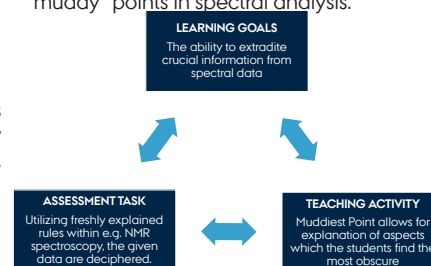 muddy" points in spectral analysis.
LEARNING GOALS
The ability to extradite
crucial information from
spectral data
ASSESSMENT TASK
Utilizing freshly explained
rules within e.g. NMR
spectroscopy, the given
data are deciphered.
TEACHING ACTIVITY
Muddiest Point allows for
explanation of aspects
which the students find the
most obscure